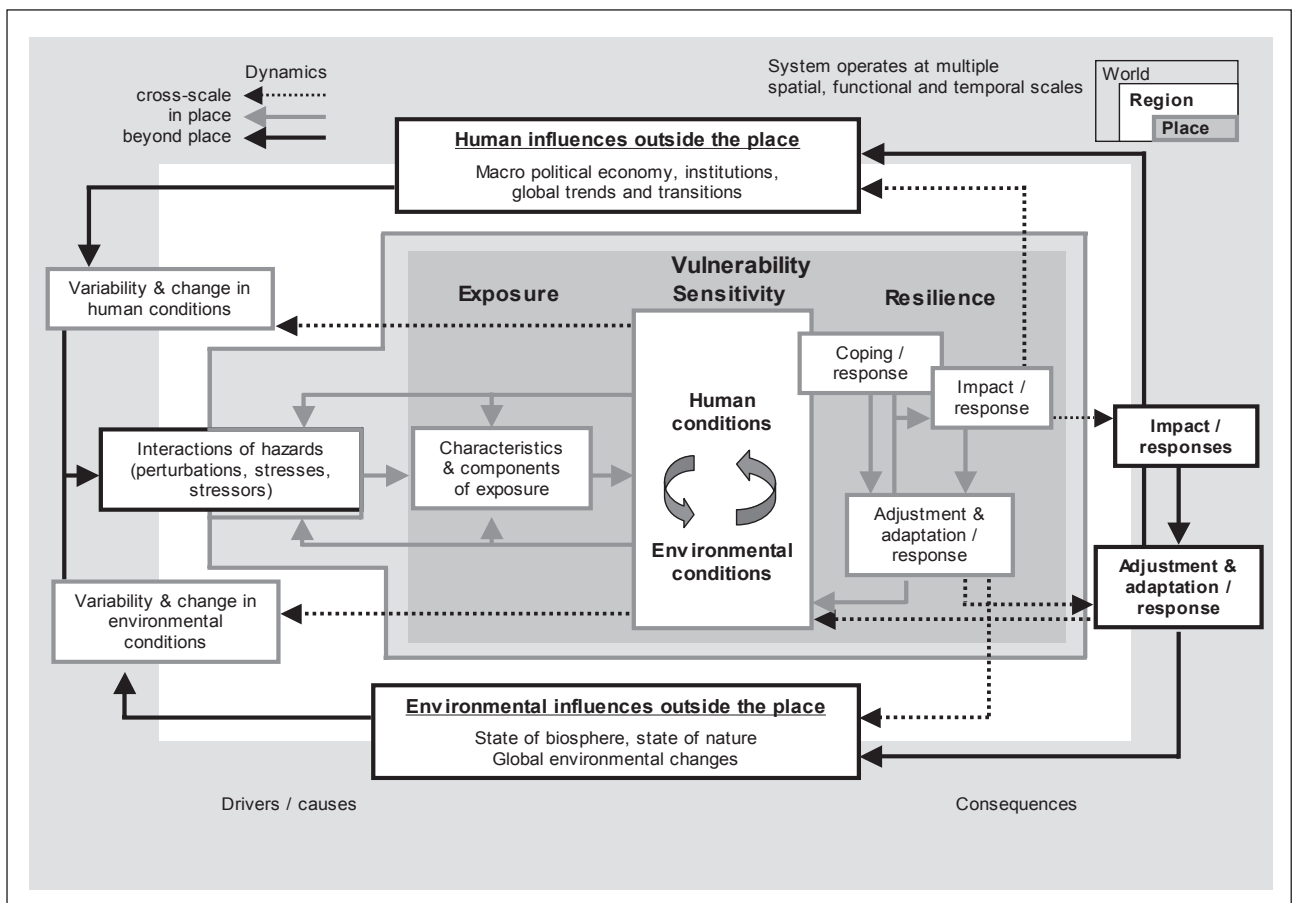 Dynamics
cross-scale
in place
beyond place
System operates at multiple
spatial, functional and temporal scales
World
Region
Place
Human influences outside the place
Macro political economy, institutions,
global trends and transitions
Variability & change in
human conditions
Vulnerability
Exposure
Sensitivity
Resilience
Coping /
response
Impact /
response
Human
conditions
Impact /
responses
Interactions of hazards
(perturbations, stresses,
stressors)
Characteristics
& components
of exposure
Adjustment &
adaptation /
response
Environmental
conditions
Adjustment &
adaptation /
response
Variability & change in
environmental
conditions
Environmental influences outside the place
State of biosphere, state of nature
Global environmental changes
Drivers / causes
Consequences